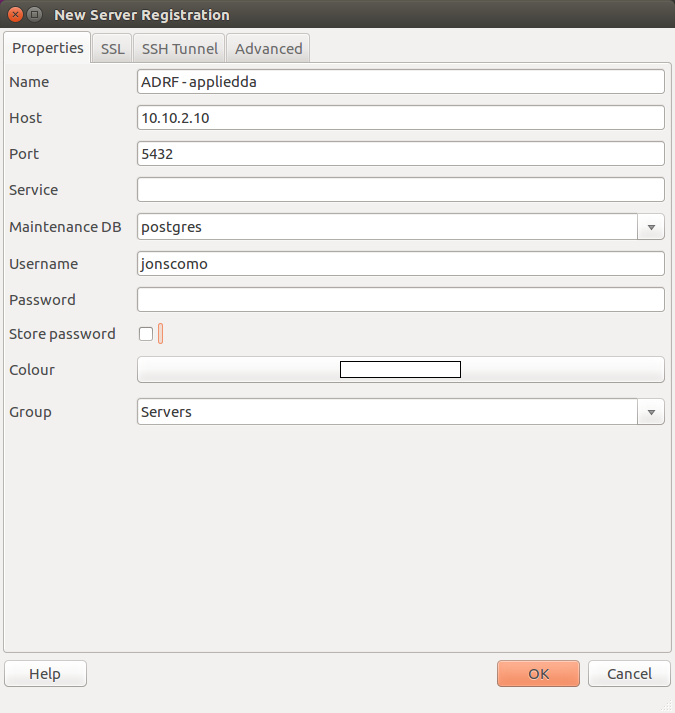 New Server Registration
Properties SSL SSH Tunnel Advanced
Name ADRF - appliedda
Host 10.10.2.10
Port 5432
Service
Maintenance DB postgres
Username jonscomo
Password
Store password
Colour
Group Servers
Help OK Cancel